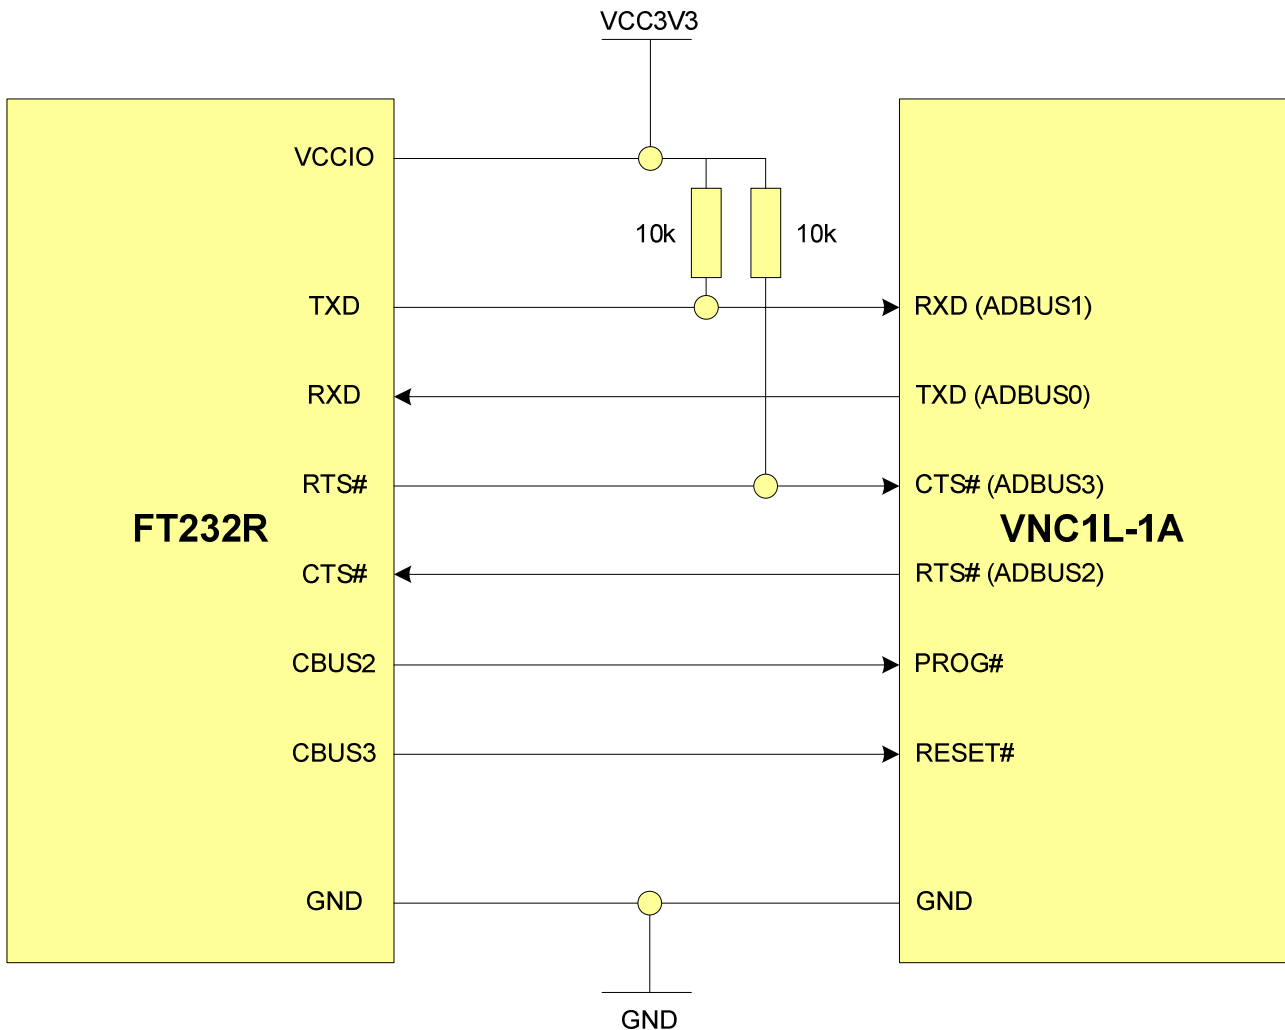 VCC3V3
VCCIO
10k
10k
TXD
RXD (ADBUS1)
RXD
TXD (ADBUS0)
RTS#
CTS# (ADBUS3)
FT232R
VNC1L-1A
CTS#
RTS# (ADBUS2)
CBUS2
PROG#
CBUS3
RESET#
GND
GND
GND